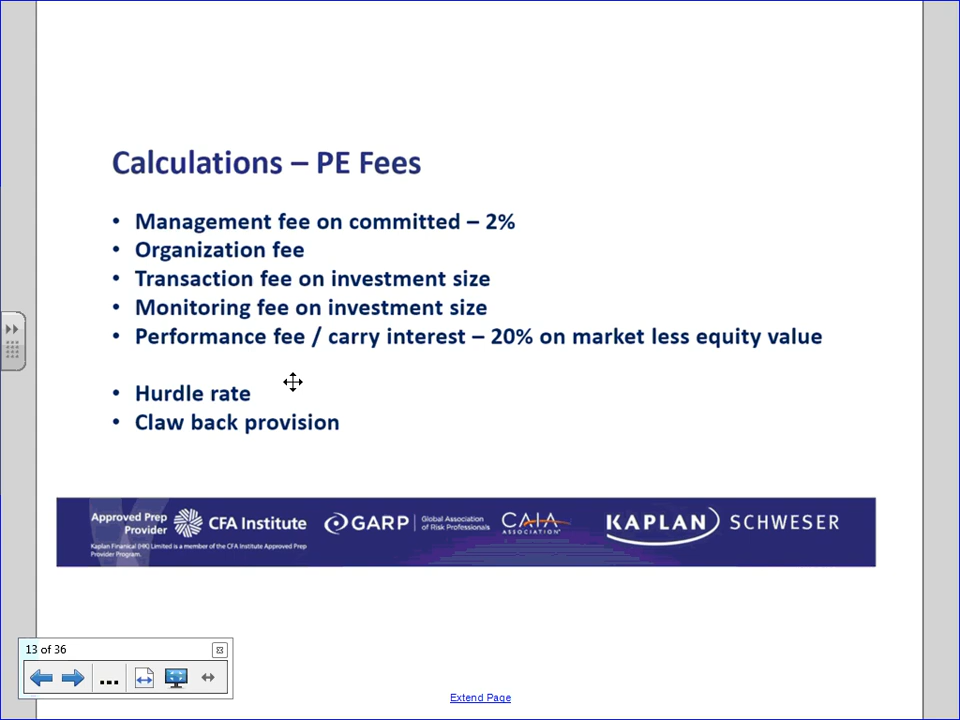 Calculations – PE Fees
• Management fee on committed – 2%
• Organization fee
• Transaction fee on investment size
• Monitoring fee on investment size
• Performance fee / carry interest – 20% on market less equity value
• Hurdle rate
• Claw back provision
Approved Prep Provider
CFA Institute
Kaplan Finanical (HK) Limited is a member of the CFA Institute Approved Prep
Provider Program.
GARP
Global Association
of Risk Professionals
CAIA
ASSOCIATION
KAPLAN SCHWESER
13 of 36
...
Extend Page